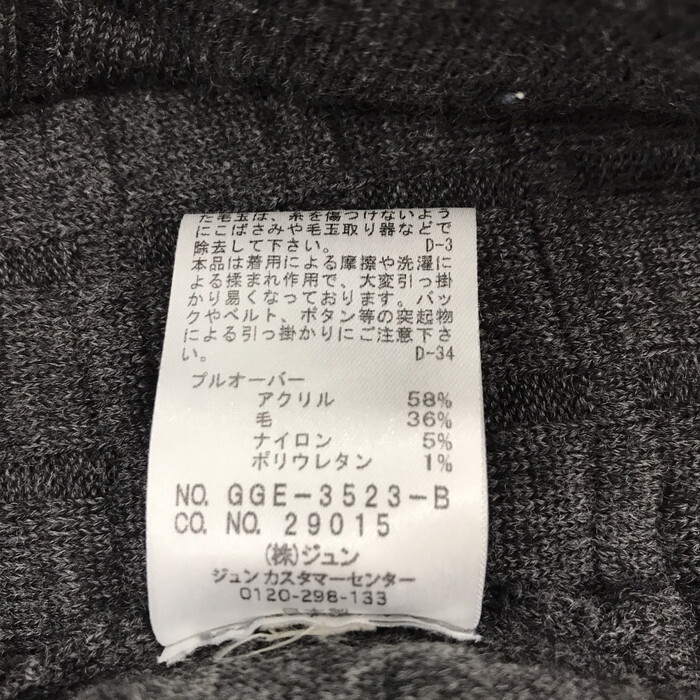 た毛玉は、糸を傷つけないよう
にこばさみや毛玉取り器などで
除去して下さい。 D-3
本品は着用による摩擦や洗濯に
よる揉まれ作用で、大変引っ掛
かり易くなっております。バッ
クやベルト、ボタン等の突起物
による引っ掛かりにご注意下さ
い。 D-34
プルオーバー
アクリル 58%
毛 36%
ナイロン 5%
ポリウレタン 1%
NO. GGE-3523-B
CO. NO. 29015
(株)ジュン
ジュン カスタマーセンター
0120-298-133
日本製